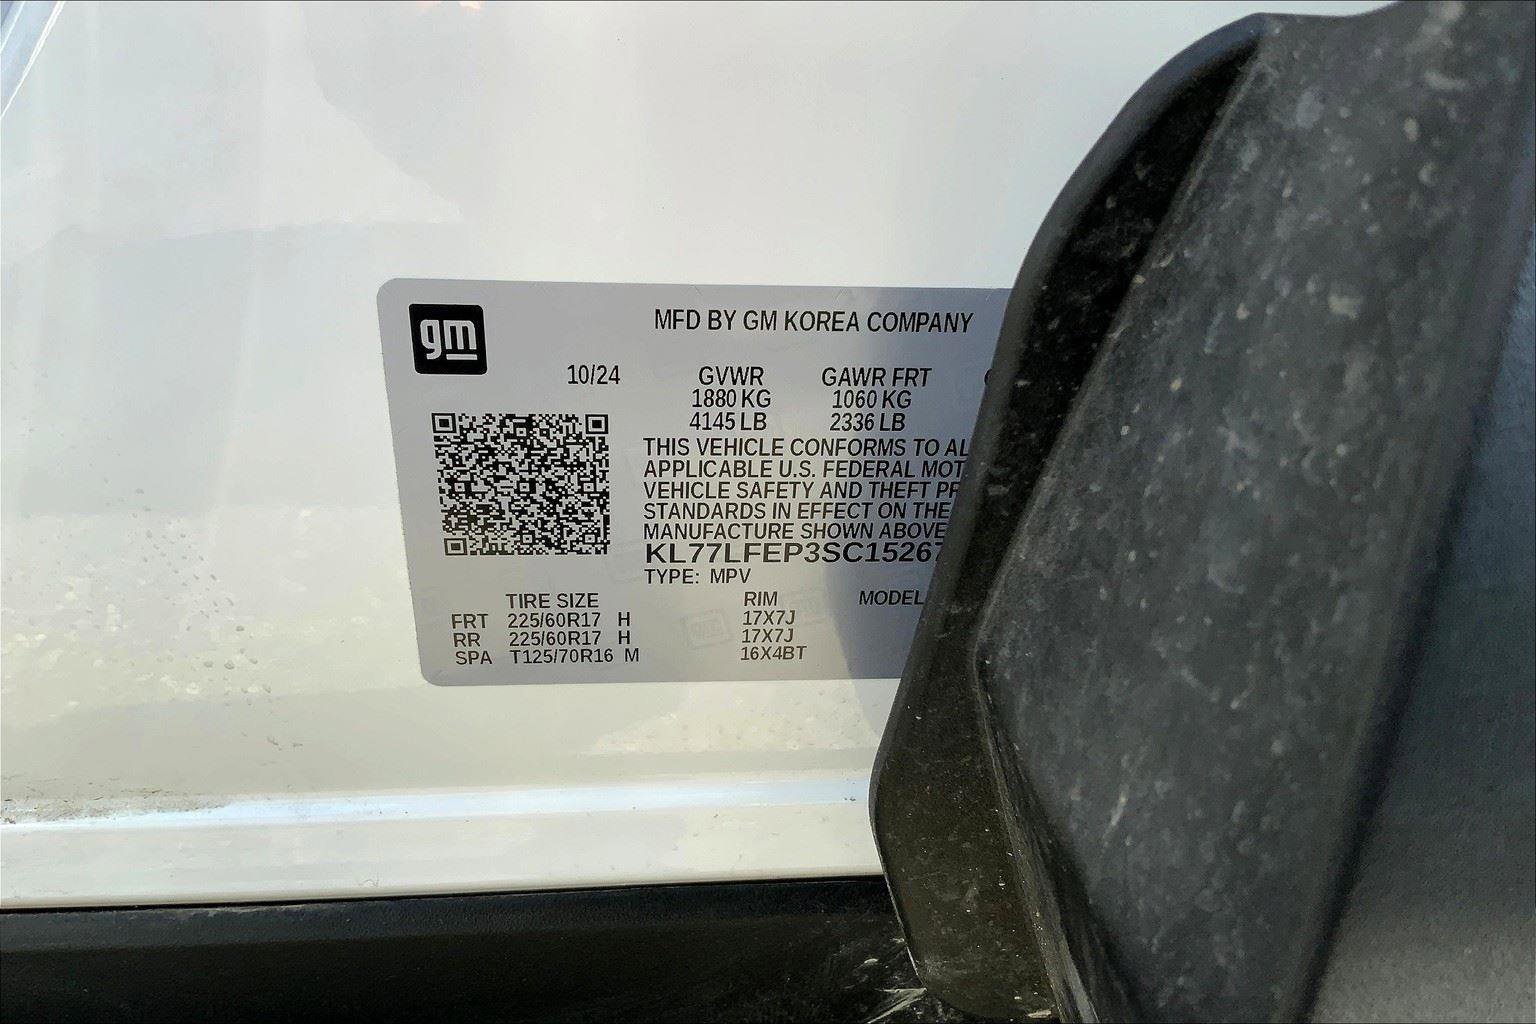 gm
MFD BY GM KOREA COMPANY
10/24 GVWR GAWR FRT
1880 KG 1060 KG
4145 LB 2336 LB
THIS VEHICLE CONFORMS TO AL
APPLICABLE U.S. FEDERAL MOT
VEHICLE SAFETY AND THEFT PR
STANDARDS IN EFFECT ON THE
MANUFACTURE SHOWN ABOVE
KL77LFEP3SC15267
TYPE: MPV
TIRE SIZE RIM MODEL
FRT 225/60R17 H 17X7J
RR 225/60R17 H 17X7J
SPA T125/70R16 M 16X4BT